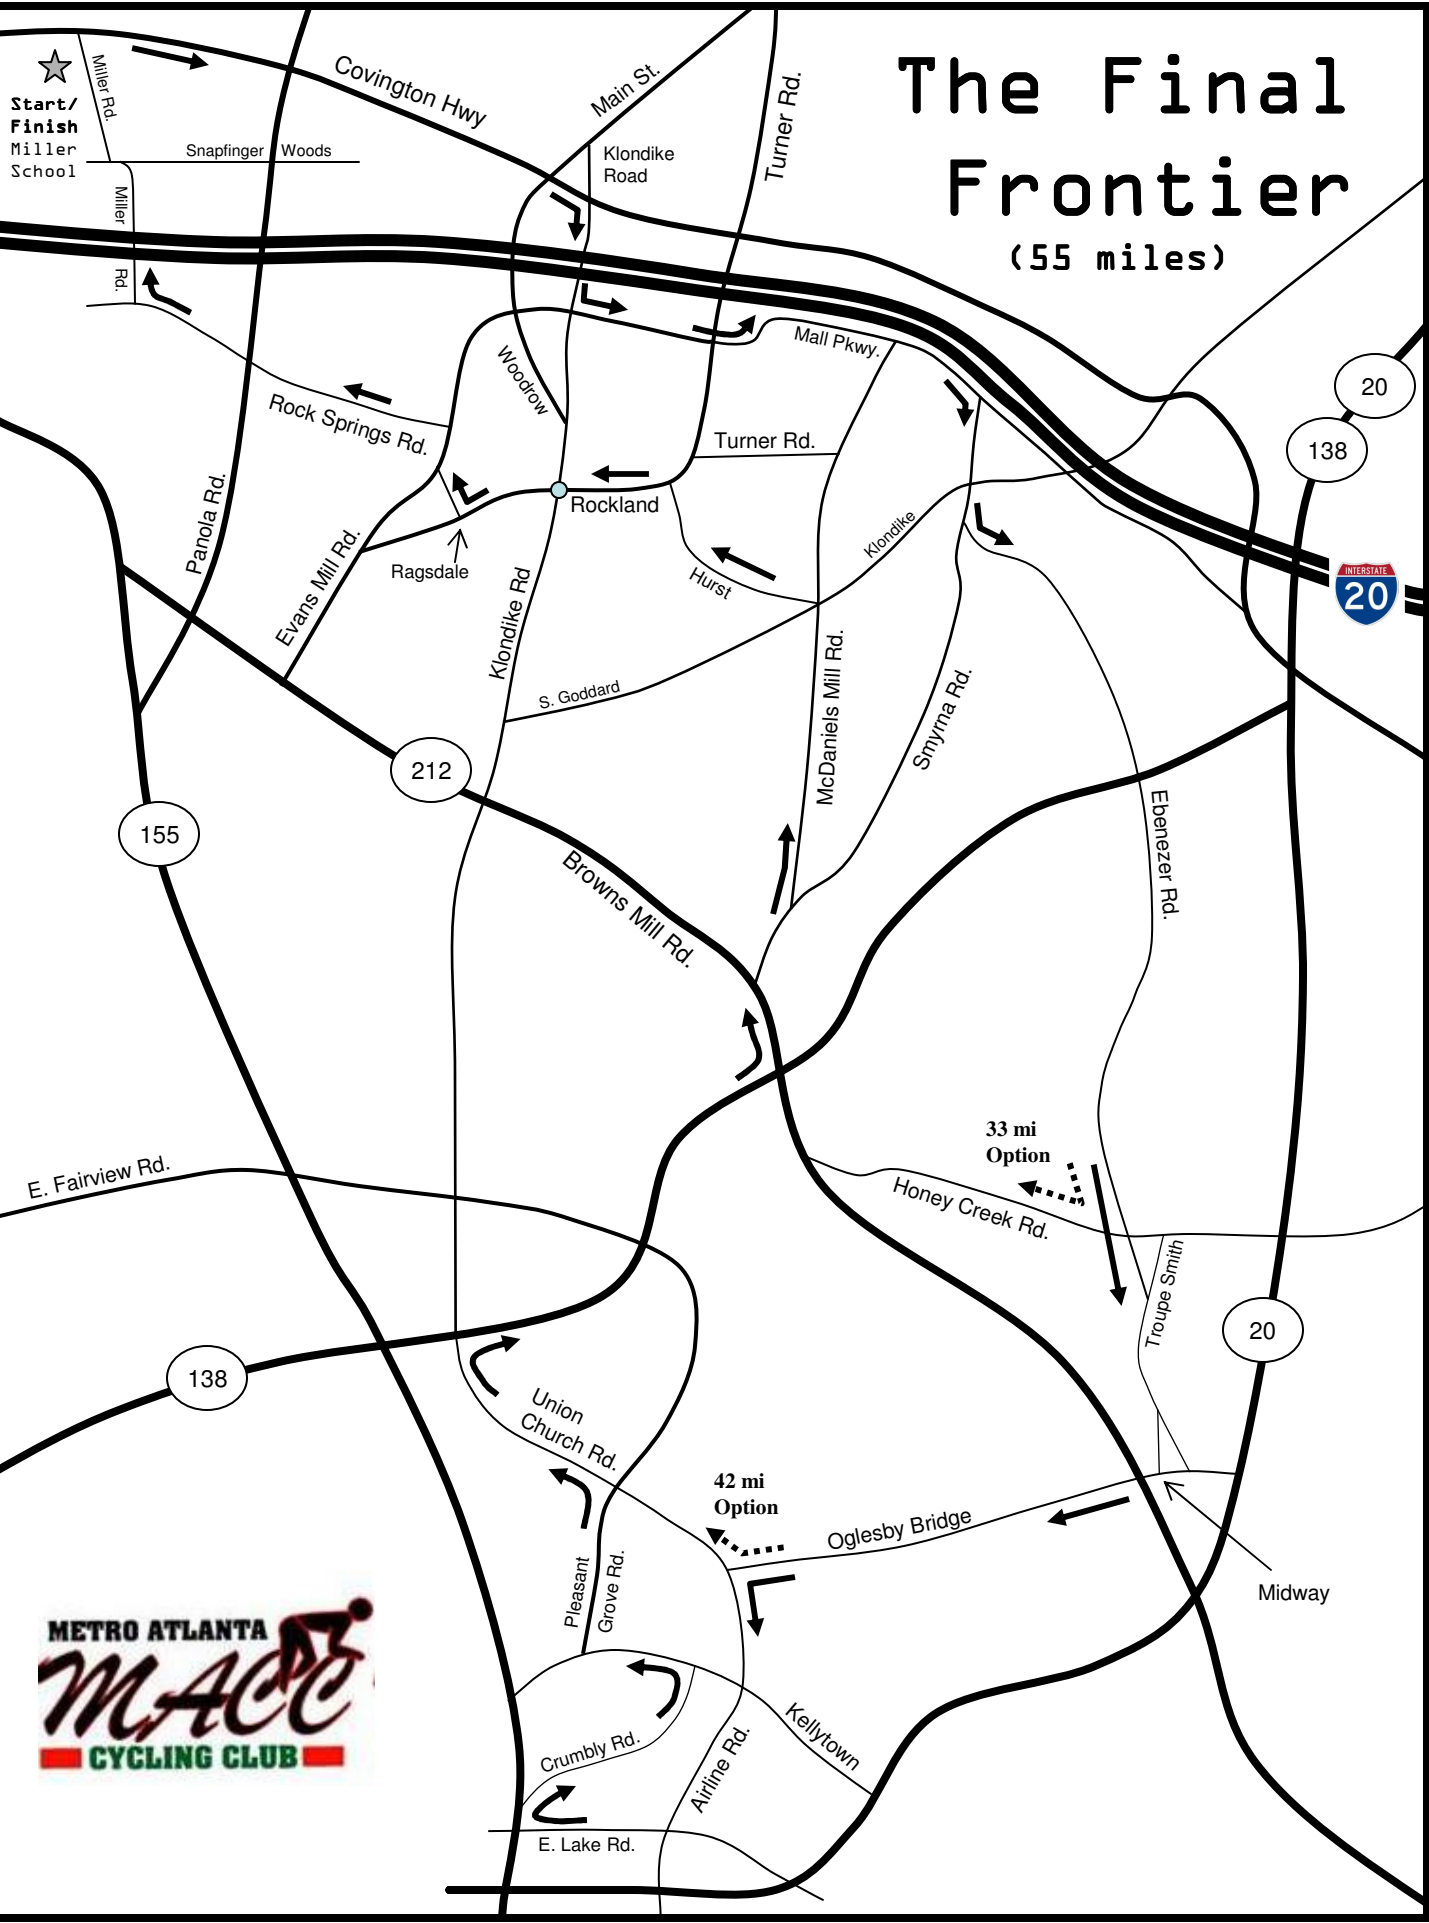 The Final
Frontier
(55 miles)
Start/
Finish
Miller
School
Miller Rd.
Covington Hwy
Main St.
Turner Rd.
Klondike
Road
Snapfinger Woods
Miller
Rd.
Mall Pkwy.
Woodrow
20
138
Rock Springs Rd.
Turner Rd.
Rockland
Panola Rd.
Klondike
Evans Mill Rd.
Ragsdale
Hurst
INTERSTATE
20
Klondike Rd
S. Goddard
McDaniels Mill Rd.
Smyrna Rd.
212
155
Browns Mill Rd.
Ebenezer Rd.
33 mi
Option
E. Fairview Rd.
Honey Creek Rd.
Troupe Smith
20
138
Union
Church Rd.
42 mi
Option
Oglesby Bridge
Midway
Pleasant
Grove Rd.
METRO ATLANTA
MACC
CYCLING CLUB
Kellytown
Crumbly Rd.
Airline Rd.
E. Lake Rd.